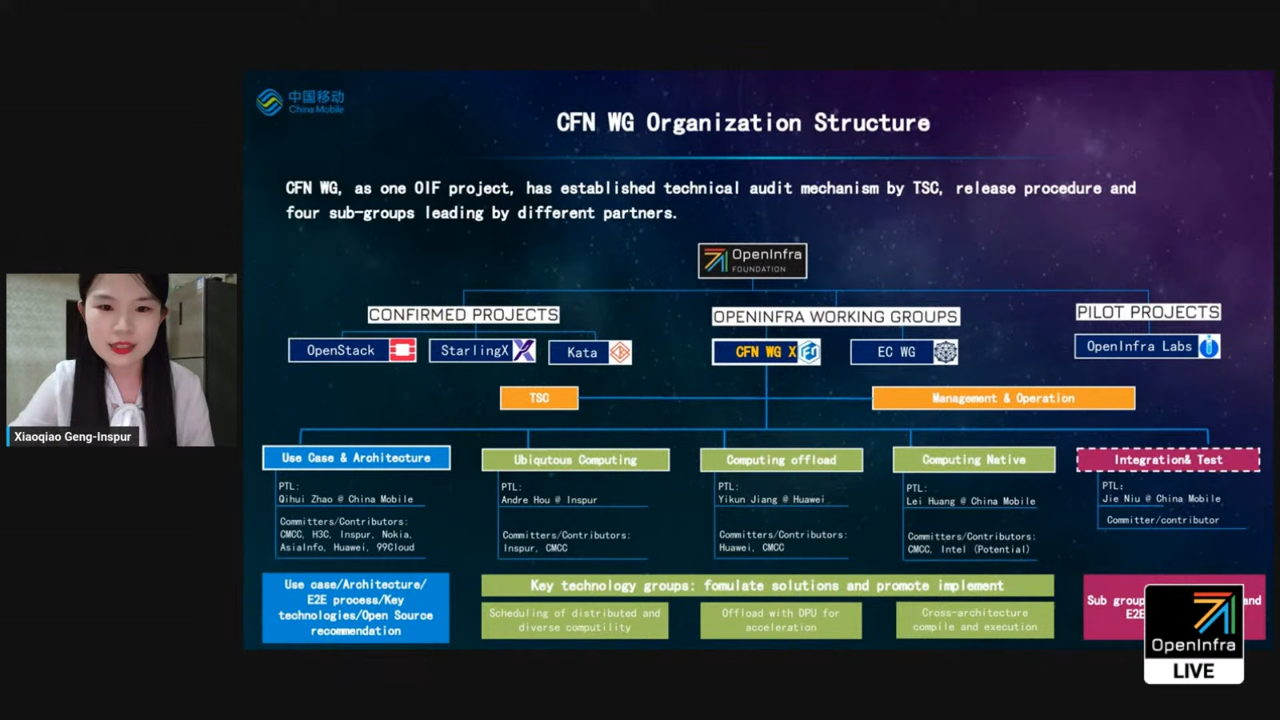 中国移动
China Mobile
CFN WG Organization Structure
CFN WG, as one OIF project, has established technical audit mechanism by TSC, release procedure and
four sub-groups leading by different partners.
OpenInfra
FOUNDATION
CONFIRMED PROJECTS
OPENINFRA WORKING GROUPS
PILOT PROJECTS
OpenStack
StarlingX
Kata
CFN WG X
EC WG
OpenInfra Labs
TSC
Management & Operation
Use Case & Architecture
Ubiqutous Computing
Computing offload
Computing Native
Integration& Test
PTL:
Qihui Zhao @ China Mobile
Committers/Contributors:
CMCC, H3C, Inspur, Nokia,
AsiaInfo, Huawei, 99Cloud
PTL:
Andre Hou @ Inspur
Committers/Contributors:
Inspur, CMCC
PTL:
Yikun Jiang @ Huawei
Committers/Contributors:
Huawei, CMCC
PTL:
Lei Huang @ China Mobile
Committers/Contributors:
CMCC, Intel (Potential)
PTL:
Jie Niu @ China Mobile
Committer/contributor
Use case/Architecture/
E2E process/Key
technologies/Open Source
recommendation
Key technology groups: fomulate solutions and promote implement
Scheduling of distributed and
diverse computility
Offload with DPU for
acceleration
Cross-architecture
compile and execution
Sub group and
E2E
Xiaoqiao Geng-Inspur
OpenInfra
LIVE